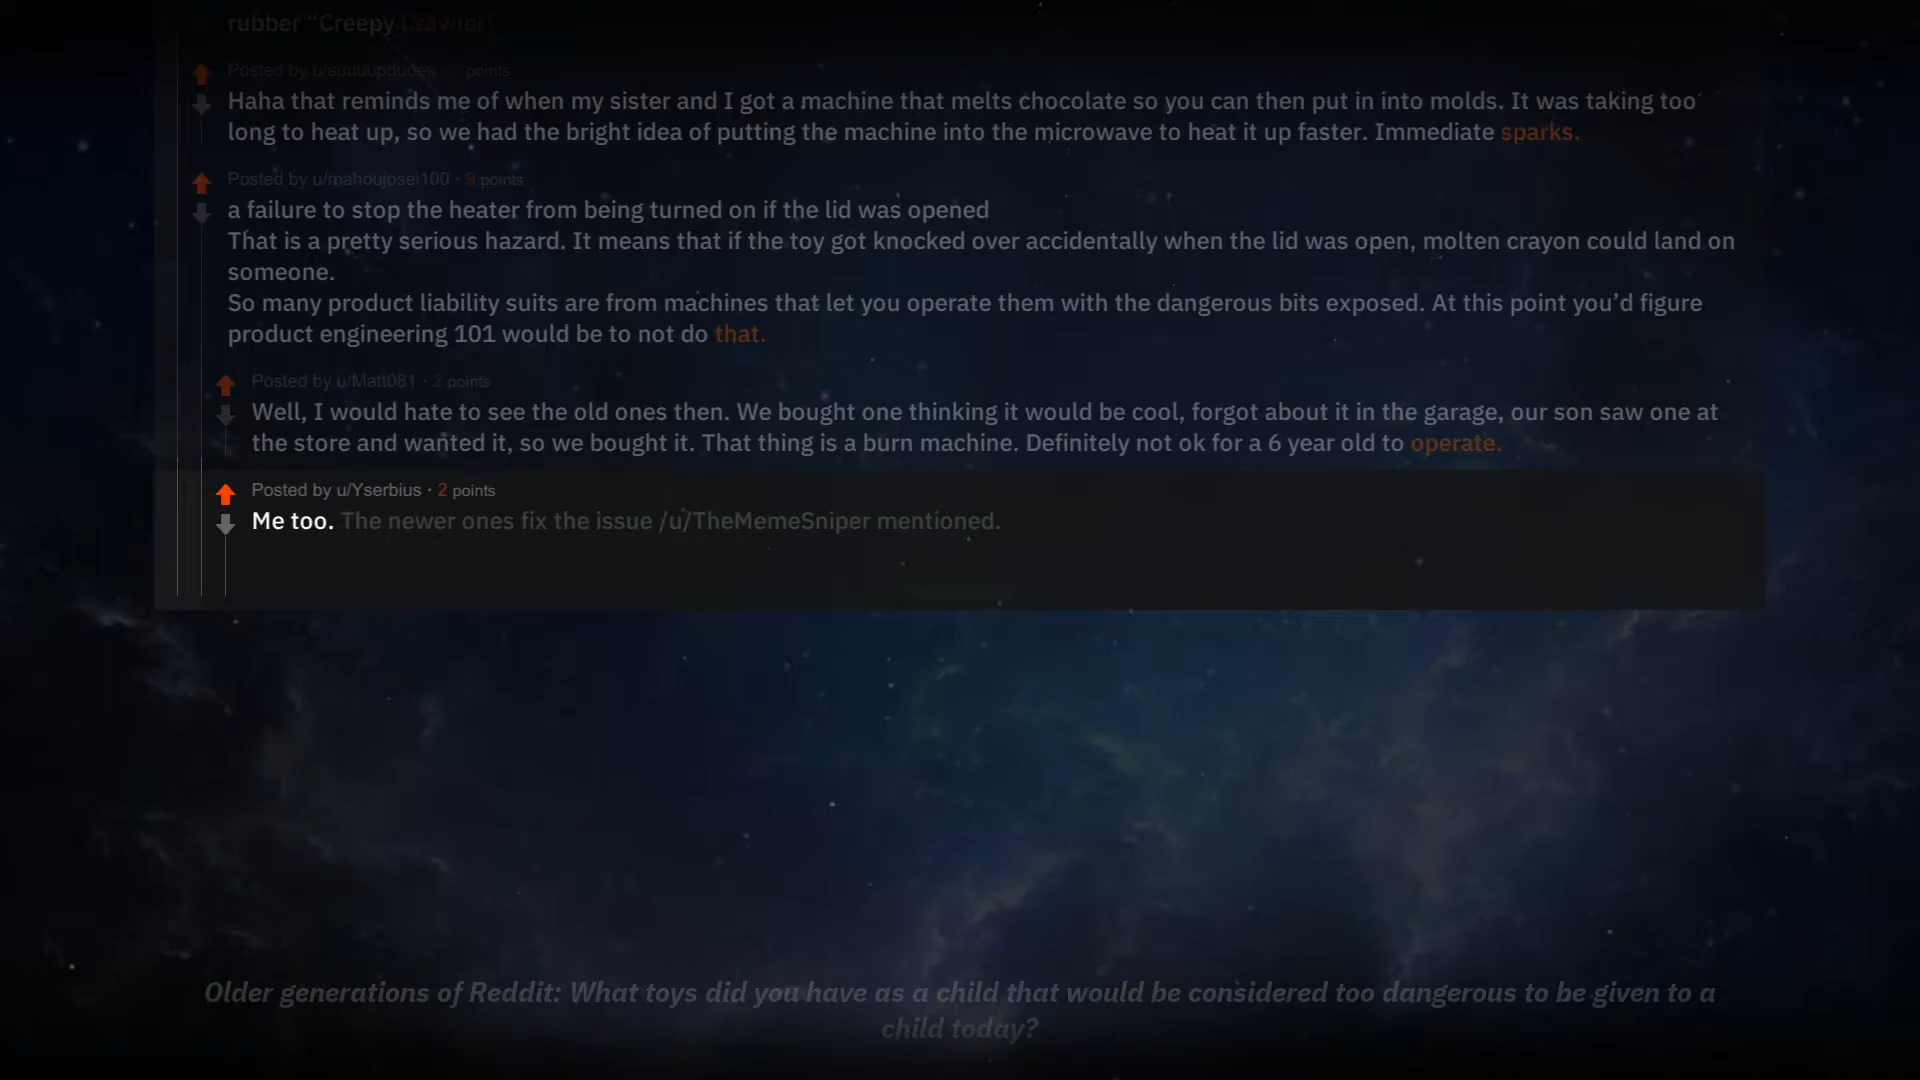 rubber “Creepy Crawler”
Posted by u/suuuupdudes points
Haha that reminds me of when my sister and I got a machine that melts chocolate so you can then put in into molds. It was taking too
long to heat up, so we had the bright idea of putting the machine into the microwave to heat it up faster. Immediate sparks.
Posted by u/mahoujosei100 · 9 points
a failure to stop the heater from being turned on if the lid was opened
That is a pretty serious hazard. It means that if the toy got knocked over accidentally when the lid was open, molten crayon could land on
someone.
So many product liability suits are from machines that let you operate them with the dangerous bits exposed. At this point you’d figure
product engineering 101 would be to not do that.
Posted by u/Matt081 · 2 points
Well, I would hate to see the old ones then. We bought one thinking it would be cool, forgot about it in the garage, our son saw one at
the store and wanted it, so we bought it. That thing is a burn machine. Definitely not ok for a 6 year old to operate.
Posted by u/Yserbius · 2 points
Me too. The newer ones fix the issue /u/TheMemeSniper mentioned.
Older generations of Reddit: What toys did you have as a child that would be considered too dangerous to be given to a
child today?